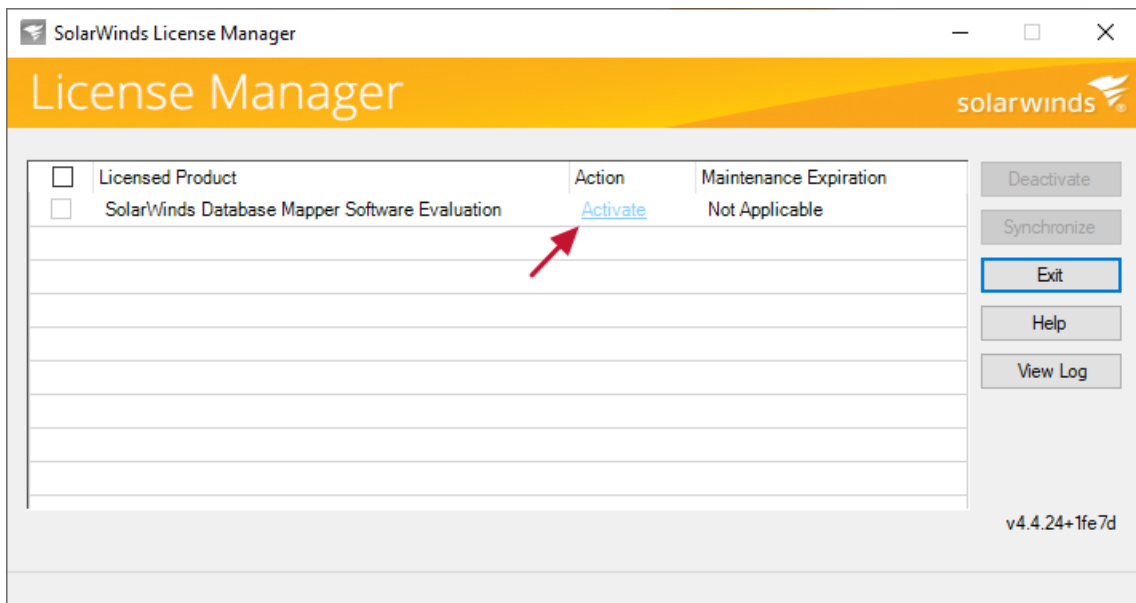 SolarWinds License Manager
License Manager
solarwinds
Licensed Product Action Maintenance Expiration
SolarWinds Database Mapper Software Evaluation Activate Not Applicable
Deactivate
Synchronize
Exit
Help
View Log
v4.4.24+1fe7d